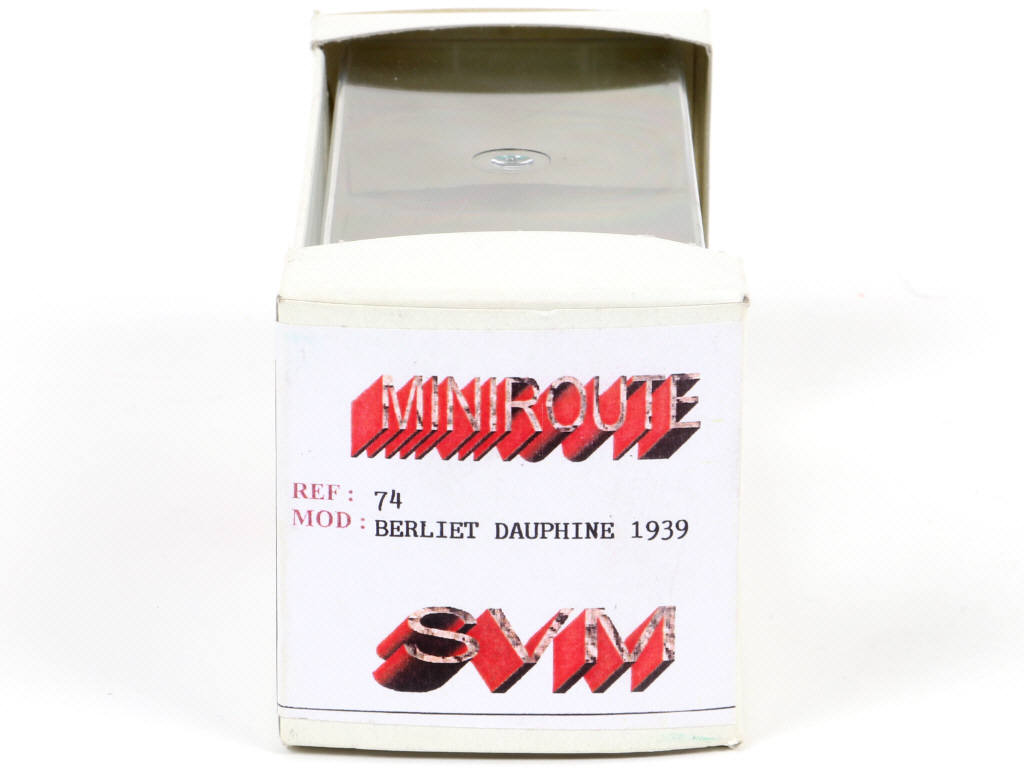 MINIROUTE
REF : 74
MOD : BERLIET DAUPHINE 1939
SVM